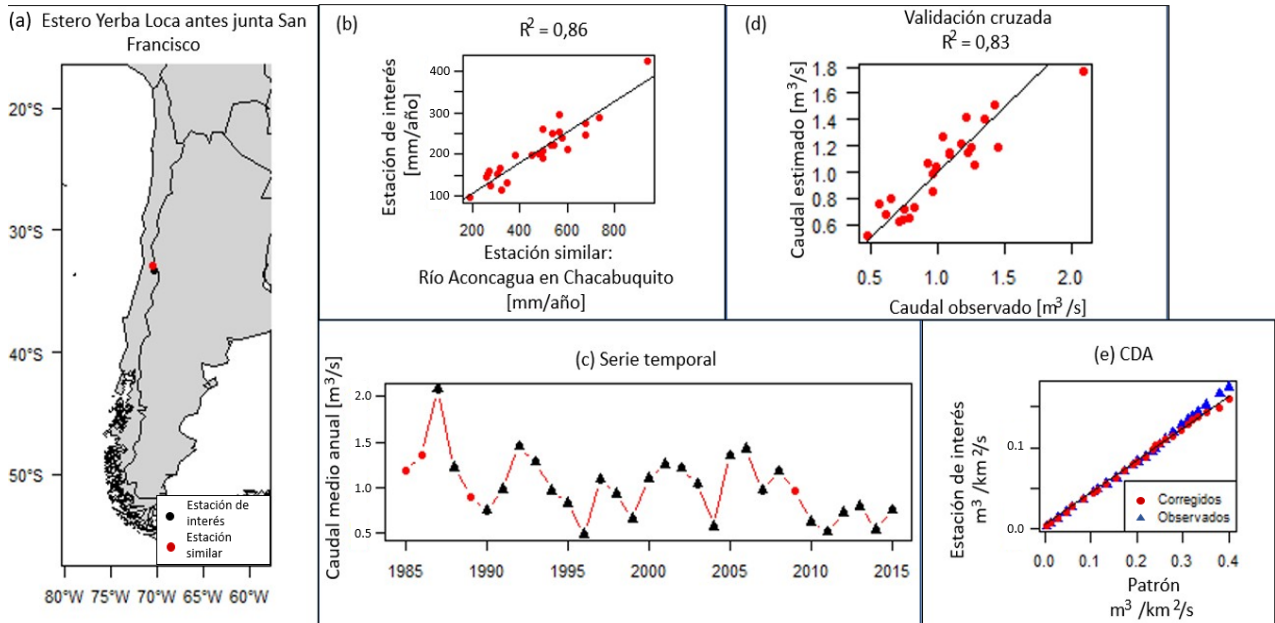 (a) Estero Yerba Loca antes junta San
Francisco
20°S
30°S
40°S
50°S
80°W 75°W 70°W 65°W 60°W
Estación de
interés
Estación
similar
(b)
R² = 0,86
Estación de interés
[mm/año]
400
300
200
100
200 400 600 800
Estación similar:
Río Aconcagua en Chacabuquito
[mm/año]
(d)
Validación cruzada
R² = 0,83
Caudal estimado [m³/s]
1.8
1.6
1.4
1.2
1.0
0.8
0.6
0.5 1.0 1.5 2.0
Caudal observado [m³/s]
(c) Serie temporal
Caudal medio anual [m³/s]
2.0
1.5
1.0
0.5
1985 1990 1995 2000 2005 2010 2015
(e) CDA
Estación de interés
m³ /km²/s
0.1
0.0
Corregidos
Observados
0.0 0.1 0.2 0.3 0.4
Patrón
m³ /km²/s